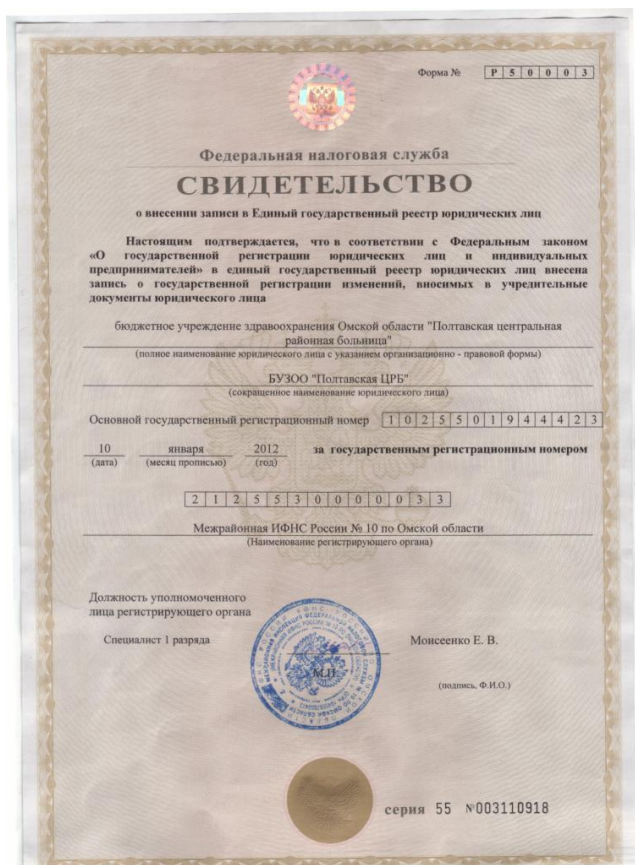 Форма № Р 5 0 0 0 3
Федеральная налоговая служба
СВИДЕТЕЛЬСТВО
о внесении записи в Единый государственный реестр юридических лиц
Настоящим подтверждается, что в соответствии с Федеральным законом
«О государственной регистрации юридических лиц и индивидуальных
предпринимателей» в единый государственный реестр юридических лиц внесена
запись о государственной регистрации изменений, вносимых в учредительные
документы юридического лица
бюджетное учреждение здравоохранения Омской области "Полтавская центральная
районная больница"
(полное наименование юридического лица с указанием организационно - правовой формы)
БУЗОО "Полтавская ЦРБ"
(сокращенное наименование юридического лица)
Основной государственный регистрационный номер 1 0 2 5 5 0 1 9 4 4 4 2 3
10 января 2012 за государственным регистрационным номером
(дата) (месяц прописью) (год)
2 1 2 5 5 3 0 0 0 0 0 3 3
Межрайонная ИФНС России № 10 по Омской области
(Наименование регистрирующего органа)
Должность уполномоченного
лица регистрирующего органа
Специалист 1 разряда Моисеенко Е. В.
М.П.
(подпись, Ф.И.О.)
серия 55 №003110918